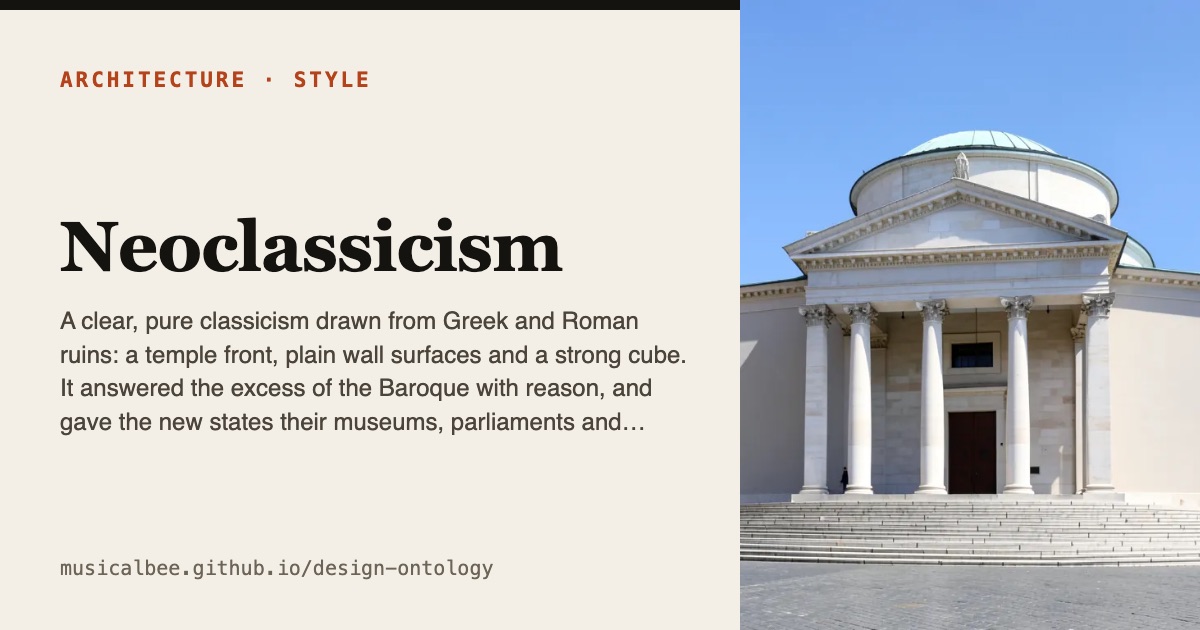 ARCHITECTURE · STYLE
Neoclassicism
A clear, pure classicism drawn from Greek and Roman
ruins: a temple front, plain wall surfaces and a strong cube.
It answered the excess of the Baroque with reason, and
gave the new states their museums, parliaments and…
musicalbee.github.io/design-ontology